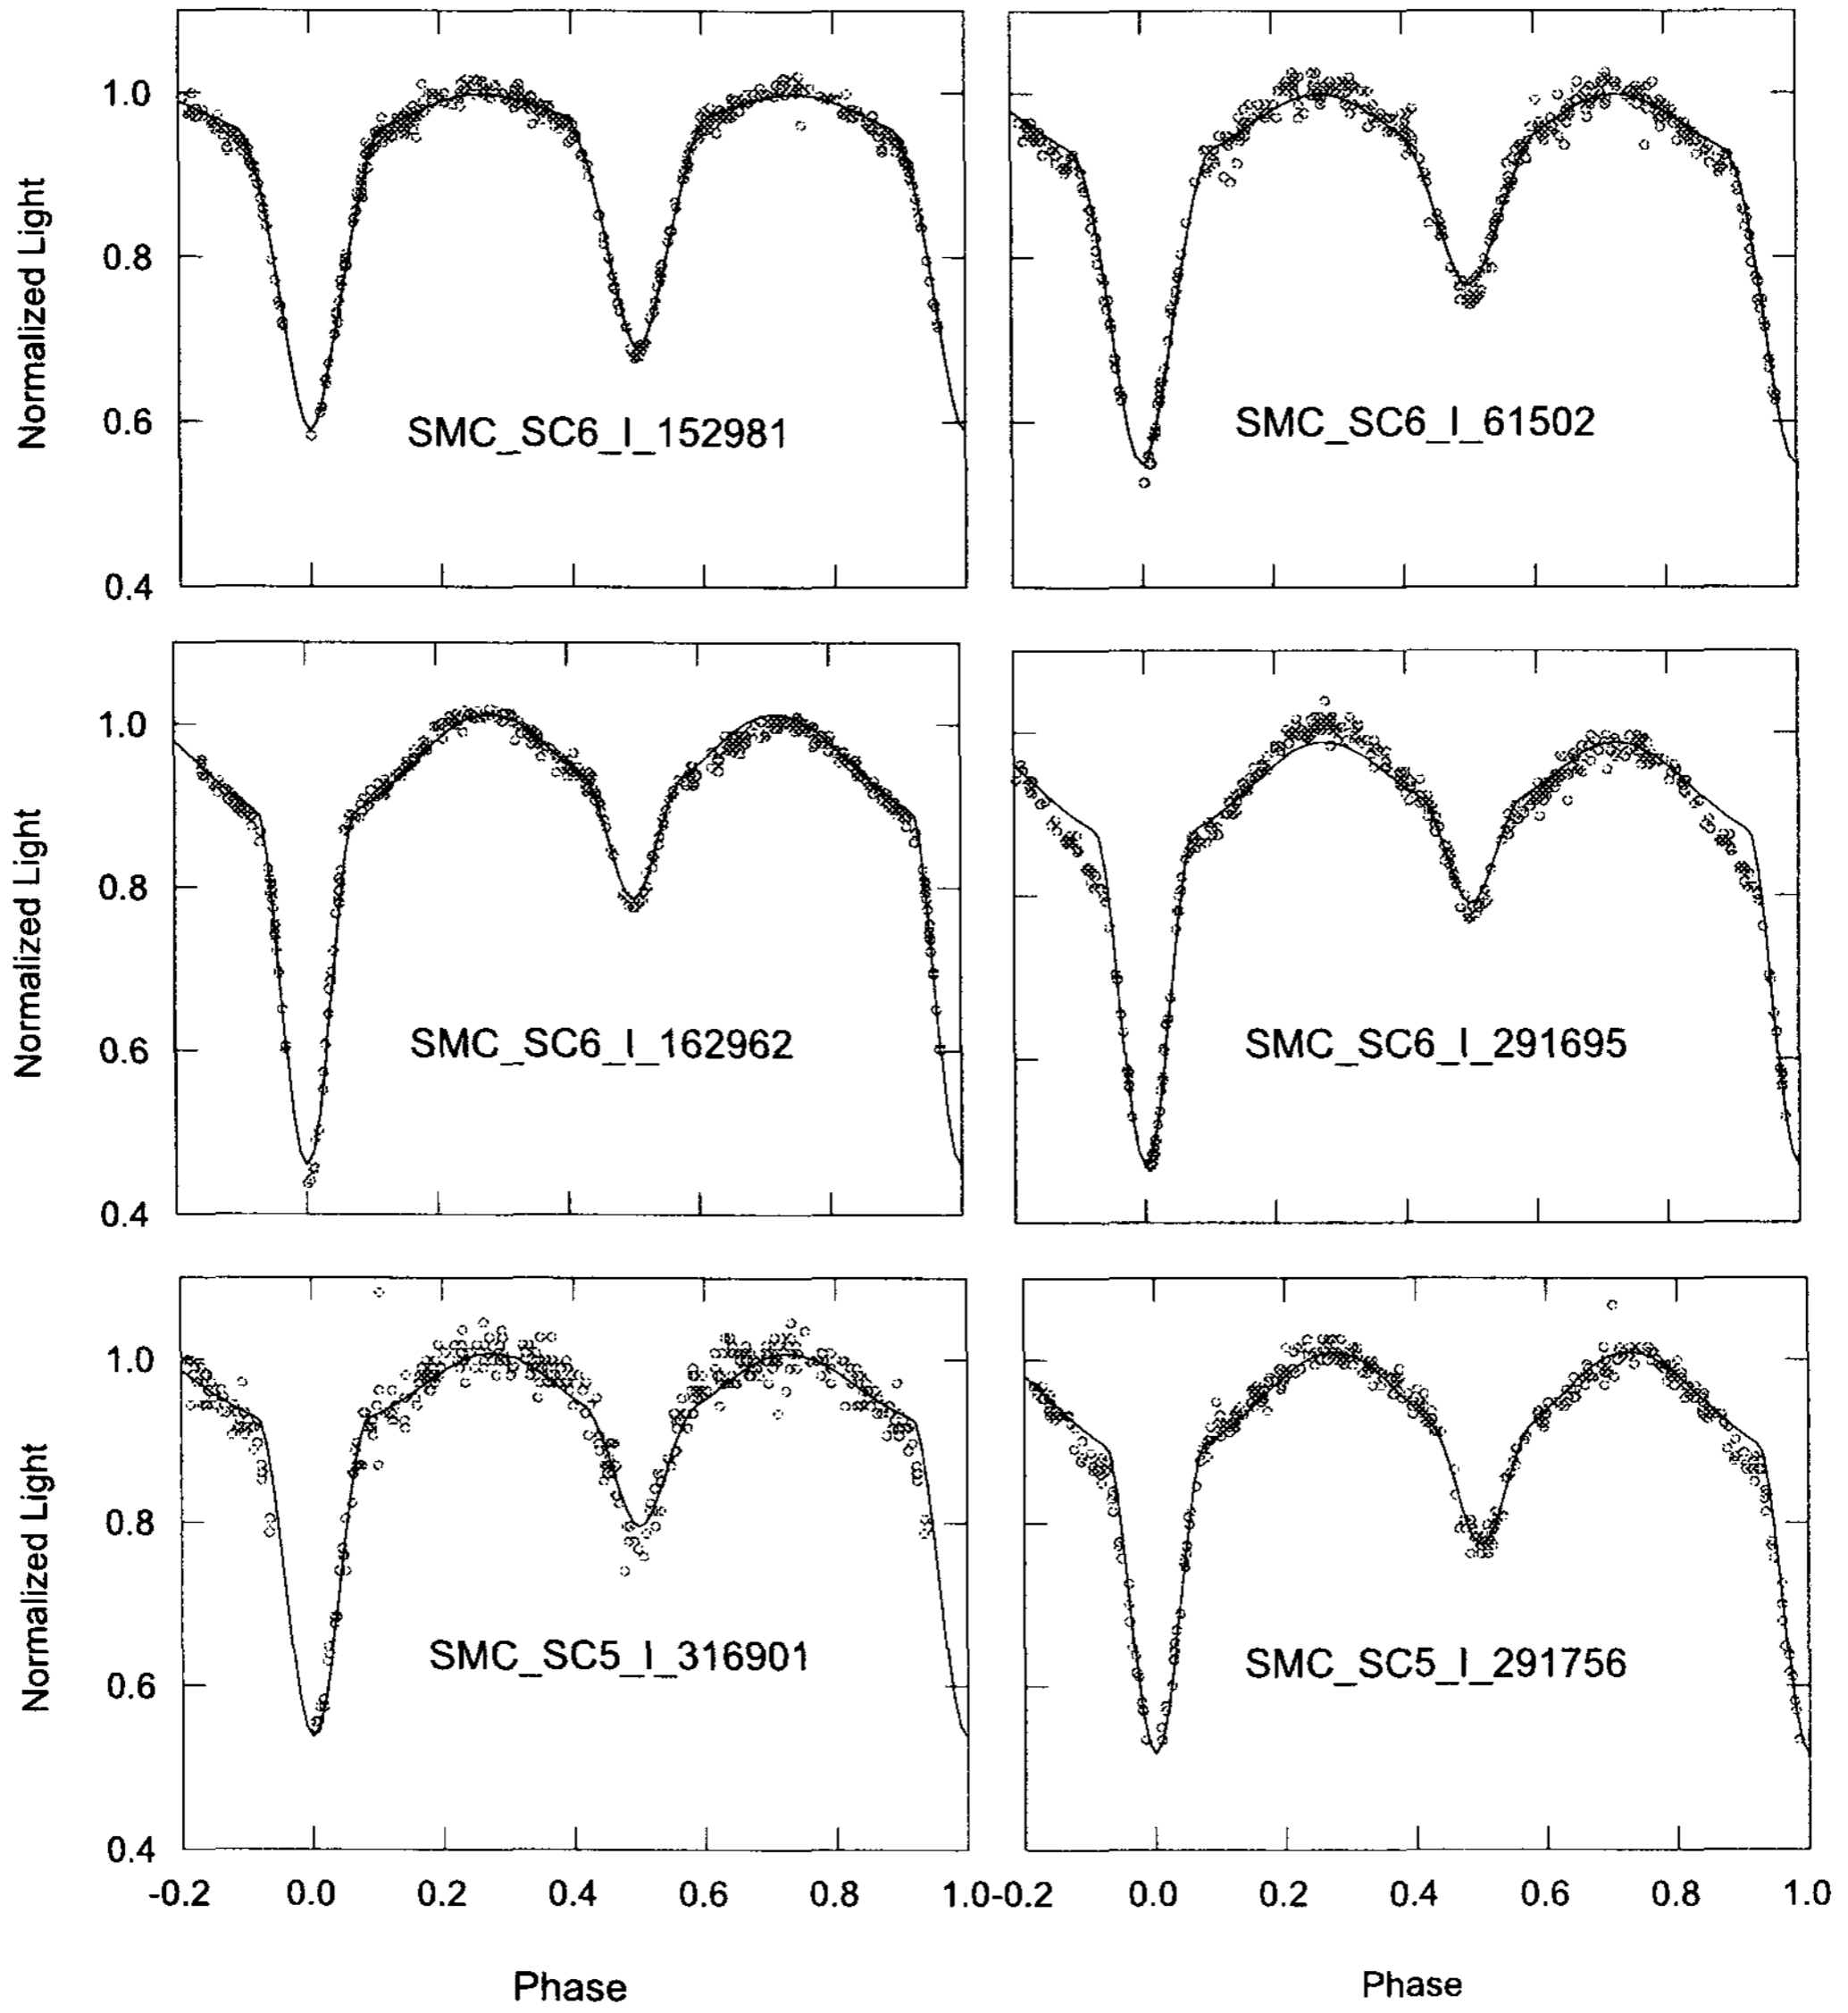 Normalized Light
1.0
0.8
0.6
0.4
SMC_SC6_I_152981
SMC_SC6_I_61502
Normalized Light
1.0
0.8
0.6
0.4
SMC_SC6_I_162962
SMC_SC6_I_291695
Normalized Light
1.0
0.8
0.6
0.4
SMC_SC5_I_316901
SMC_SC5_I_291756
-0.2 0.0 0.2 0.4 0.6 0.8 1.0 -0.2 0.0 0.2 0.4 0.6 0.8 1.0
Phase Phase